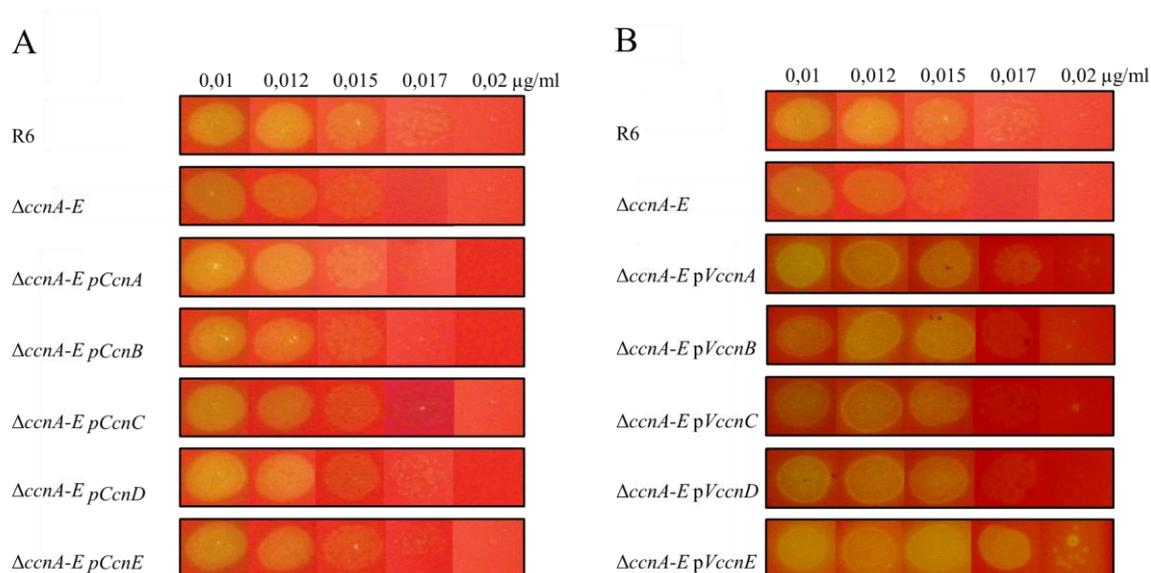 A
0,01 0,012 0,015 0,017 0,02 µg/ml
R6
ΔccnA-E
ΔccnA-E pCcnA
ΔccnA-E pCcnB
ΔccnA-E pCcnC
ΔccnA-E pCcnD
ΔccnA-E pCcnE
B
0,01 0,012 0,015 0,017 0,02 µg/ml
R6
ΔccnA-E
ΔccnA-E pVccnA
ΔccnA-E pVccnB
ΔccnA-E pVccnC
ΔccnA-E pVccnD
ΔccnA-E pVccnE